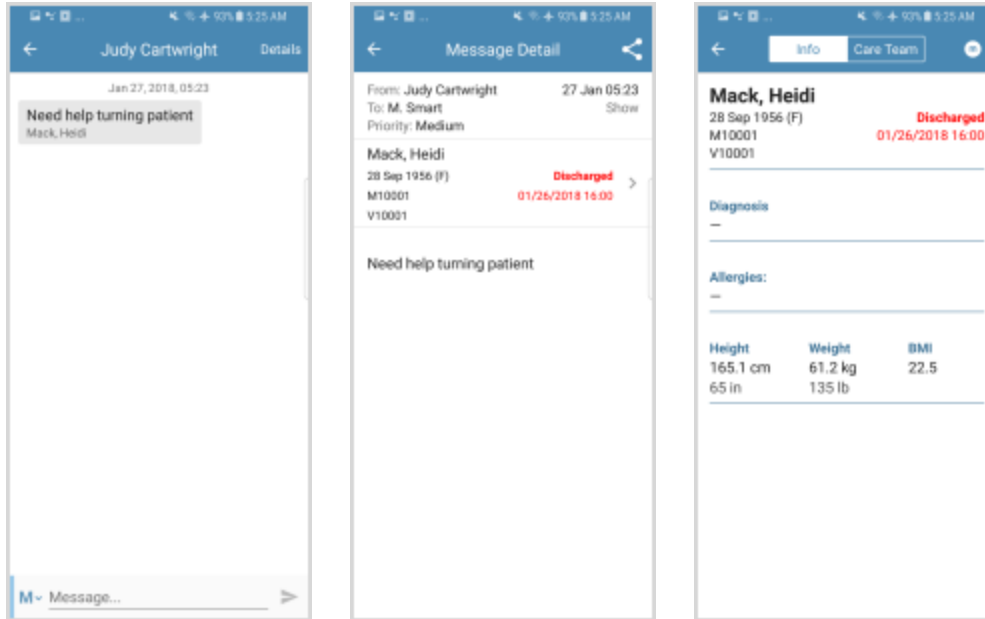 93% 5:25 AM
Judy Cartwright Details
Jan 27, 2018, 05:23
Need help turning patient
Mack, Heidi
M Message...
93% 5:25 AM
Message Detail
From: Judy Cartwright 27 Jan 05:23
To: M. Smart Show
Priority: Medium
Mack, Heidi
28 Sep 1956 (F) Discharged
M10001 01/26/2018 16:00
V10001
Need help turning patient
93% 5:25 AM
Info Care Team
Mack, Heidi
28 Sep 1956 (F) Discharged
M10001 01/26/2018 16:00
V10001
Diagnosis
—
Allergies:
—
Height Weight BMI
165.1 cm 61.2 kg 22.5
65 in 135 lb